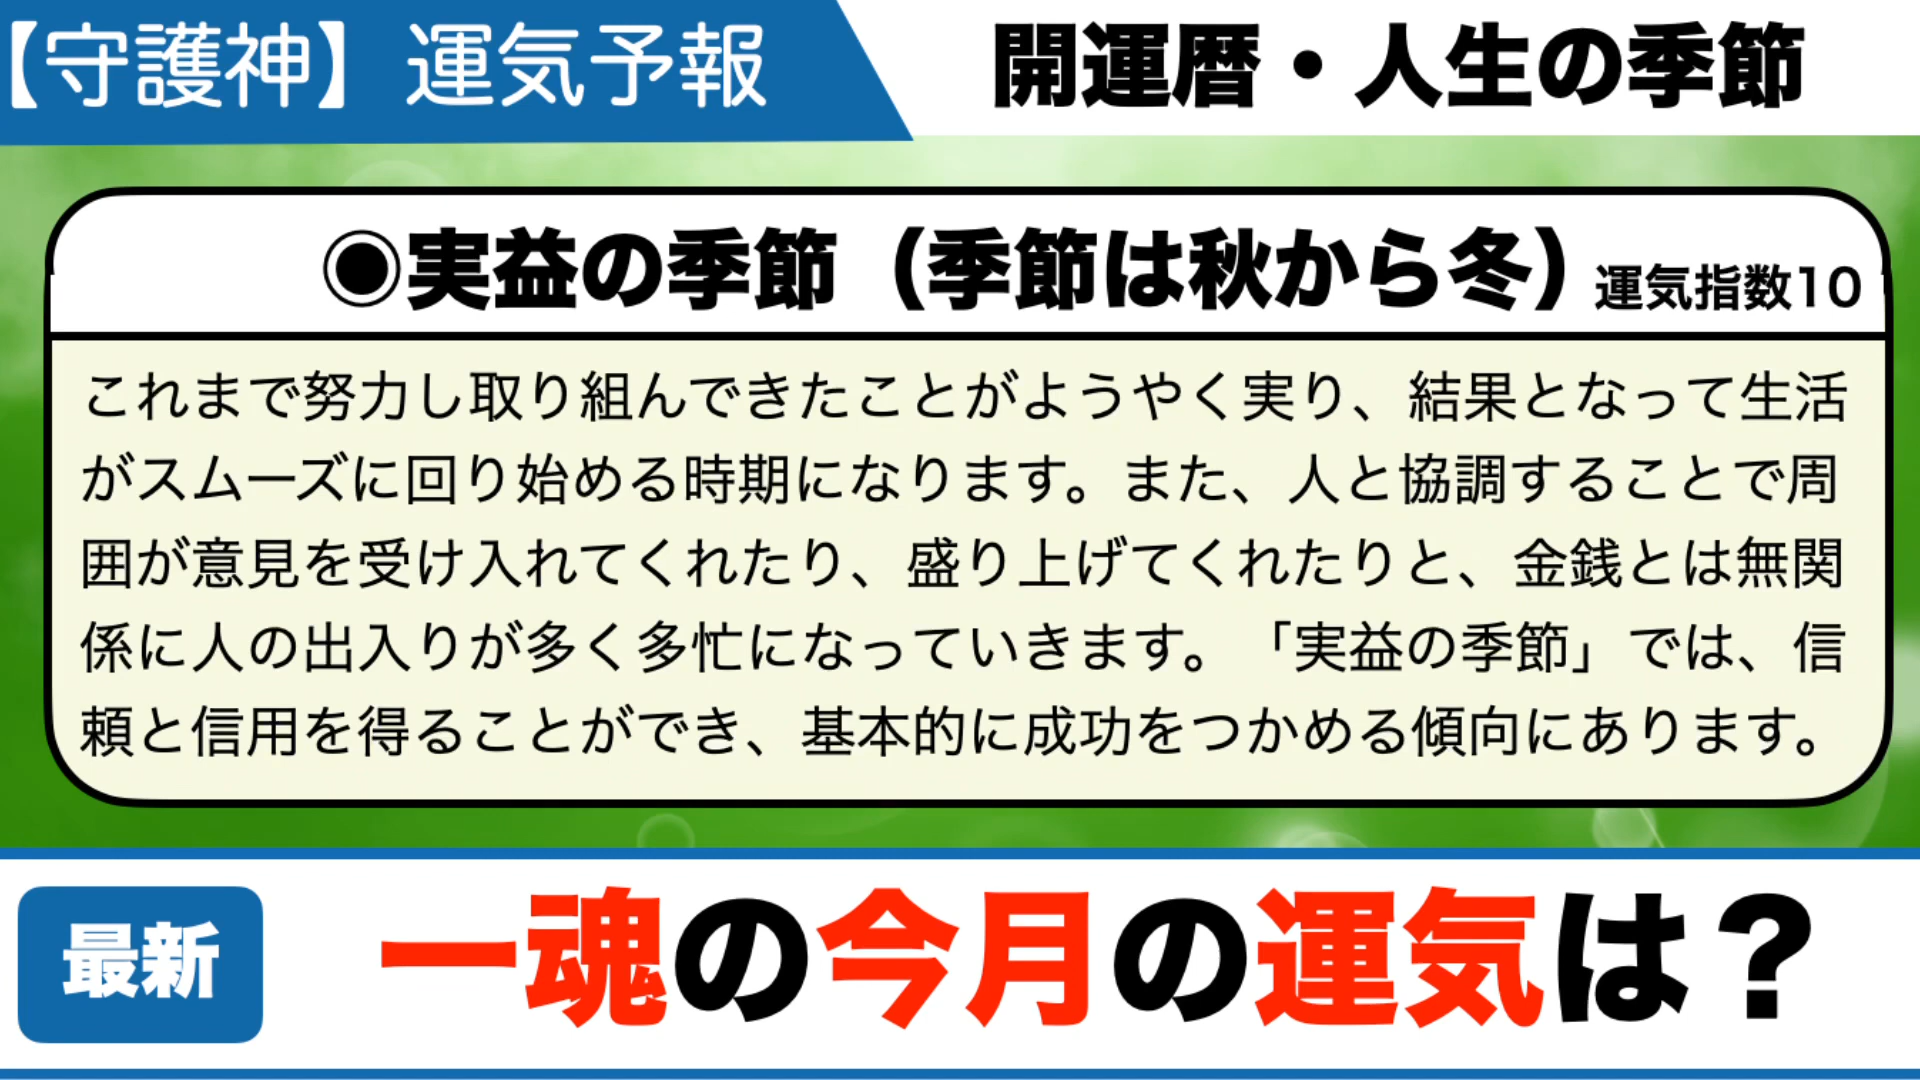 【守護神】運気予報
開運暦・人生の季節
◉実益の季節（季節は秋から冬）運気指数10
これまで努力し取り組んできたことがようやく実り、結果となって生活
がスムーズに回り始める時期になります。また、人と協調することで周
囲が意見を受け入れてくれたり、盛り上げてくれたりと、金銭とは無関
係に人の出入りが多く多忙になっていきます。「実益の季節」では、信
頼と信用を得ることができ、基本的に成功をつかめる傾向にあります。
最新
一魂の今月の運気は？